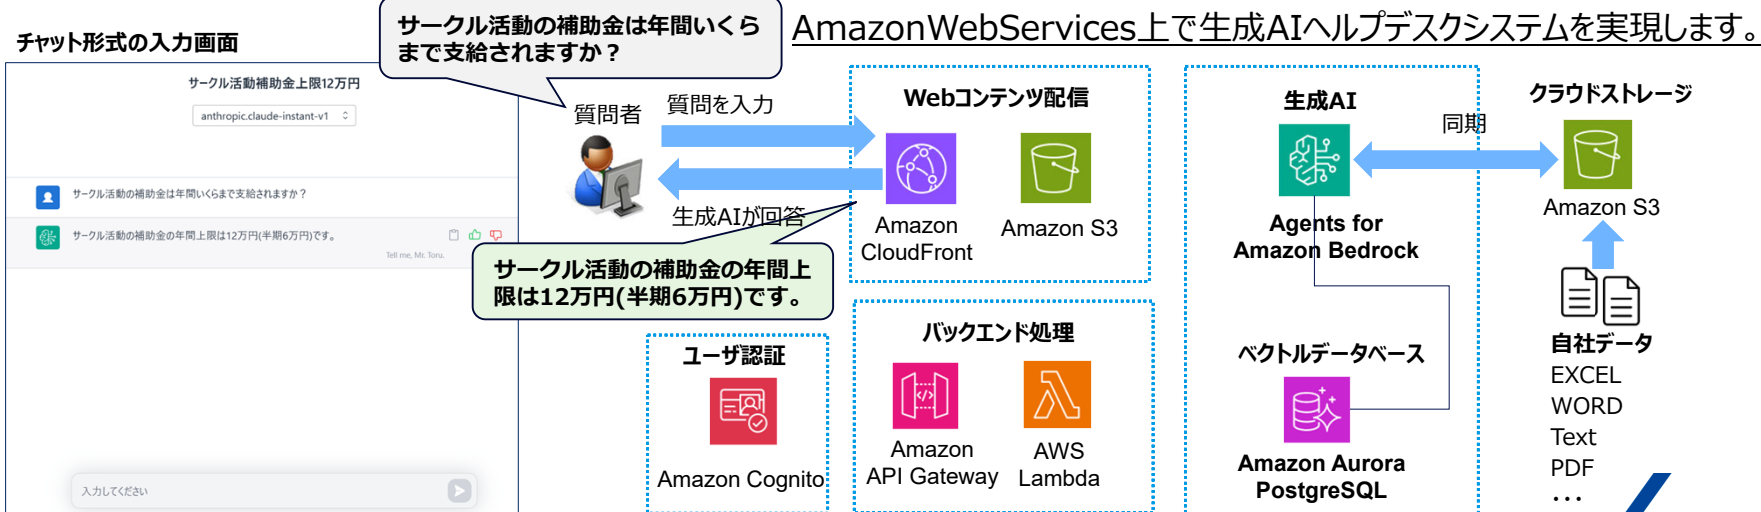 AmazonWebServices上で生成AIヘルプデスクシステムを実現します。
チャット形式の入力画面
サークル活動補助金上限12万円
anthropic.claude-instant-v1
サークル活動の補助金は年間いくらまで支給されますか？
サークル活動の補助金の年間上限は12万円(半期6万円)です。
Tell me, Mr. Toru.
入力してください
サークル活動の補助金は年間いくら
まで支給されますか？
質問者
質問を入力
生成AIが回答
サークル活動の補助金の年間上
限は12万円(半期6万円)です。
Webコンテンツ配信
Amazon
CloudFront
Amazon S3
ユーザ認証
Amazon Cognito
バックエンド処理
Amazon
API Gateway
AWS
Lambda
生成AI
Agents for
Amazon Bedrock
ベクトルデータベース
Amazon Aurora
PostgreSQL
同期
クラウドストレージ
Amazon S3
自社データ
EXCEL
WORD
Text
PDF
・・・